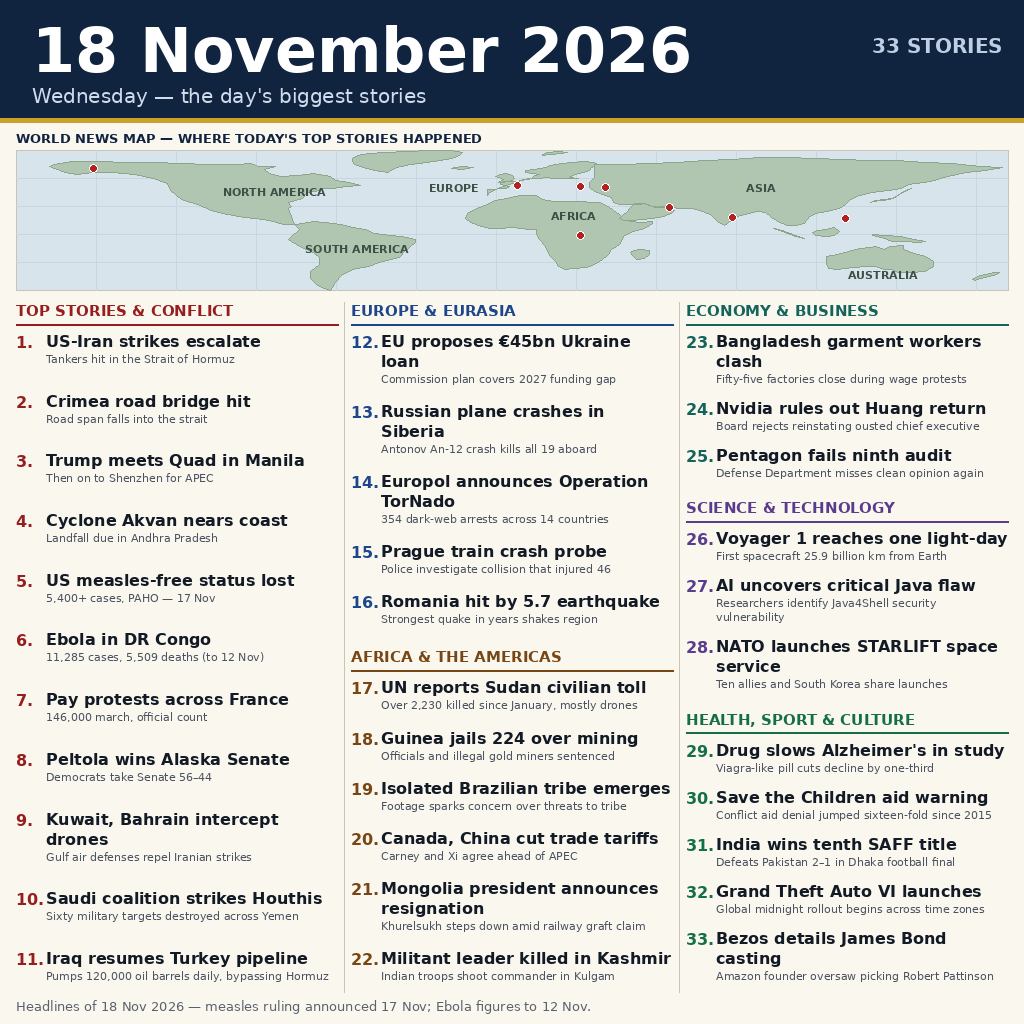 18 November 2026
33 STORIES
Wednesday — the day's biggest stories
WORLD NEWS MAP — WHERE TODAY'S TOP STORIES HAPPENED
NORTH AMERICA
EUROPE
ASIA
AFRICA
SOUTH AMERICA
AUSTRALIA
TOP STORIES & CONFLICT
1. US-Iran strikes escalate
Tankers hit in the Strait of Hormuz
2. Crimea road bridge hit
Road span falls into the strait
3. Trump meets Quad in Manila
Then on to Shenzhen for APEC
4. Cyclone Akvan nears coast
Landfall due in Andhra Pradesh
5. US measles-free status lost
5,400+ cases, PAHO — 17 Nov
6. Ebola in DR Congo
11,285 cases, 5,509 deaths (to 12 Nov)
7. Pay protests across France
146,000 march, official count
8. Peltola wins Alaska Senate
Democrats take Senate 56–44
9. Kuwait, Bahrain intercept
drones
Gulf air defenses repel Iranian strikes
10. Saudi coalition strikes Houthis
Sixty military targets destroyed across Yemen
11. Iraq resumes Turkey pipeline
Pumps 120,000 oil barrels daily, bypassing Hormuz
EUROPE & EURASIA
12. EU proposes €45bn Ukraine
loan
Commission plan covers 2027 funding gap
13. Russian plane crashes in
Siberia
Antonov An-12 crash kills all 19 aboard
14. Europol announces Operation
TorNado
354 dark-web arrests across 14 countries
15. Prague train crash probe
Police investigate collision that injured 46
16. Romania hit by 5.7 earthquake
Strongest quake in years shakes region
AFRICA & THE AMERICAS
17. UN reports Sudan civilian toll
Over 2,230 killed since January, mostly drones
18. Guinea jails 224 over mining
Officials and illegal gold miners sentenced
19. Isolated Brazilian tribe emerges
Footage sparks concern over threats to tribe
20. Canada, China cut trade tariffs
Carney and Xi agree ahead of APEC
21. Mongolia president announces
resignation
Khurelsukh steps down amid railway graft claim
22. Militant leader killed in Kashmir
Indian troops shoot commander in Kulgam
ECONOMY & BUSINESS
23. Bangladesh garment workers
clash
Fifty-five factories close during wage protests
24. Nvidia rules out Huang return
Board rejects reinstating ousted chief executive
25. Pentagon fails ninth audit
Defense Department misses clean opinion again
SCIENCE & TECHNOLOGY
26. Voyager 1 reaches one light-day
First spacecraft 25.9 billion km from Earth
27. AI uncovers critical Java flaw
Researchers identify Java4Shell security
vulnerability
28. NATO launches STARLIFT space
service
Ten allies and South Korea share launches
HEALTH, SPORT & CULTURE
29. Drug slows Alzheimer's in study
Viagra-like pill cuts decline by one-third
30. Save the Children aid warning
Conflict aid denial jumped sixteen-fold since 2015
31. India wins tenth SAFF title
Defeats Pakistan 2–1 in Dhaka football final
32. Grand Theft Auto VI launches
Global midnight rollout begins across time zones
33. Bezos details James Bond
casting
Amazon founder oversaw picking Robert Pattinson
Headlines of 18 Nov 2026 — measles ruling announced 17 Nov; Ebola figures to 12 Nov.